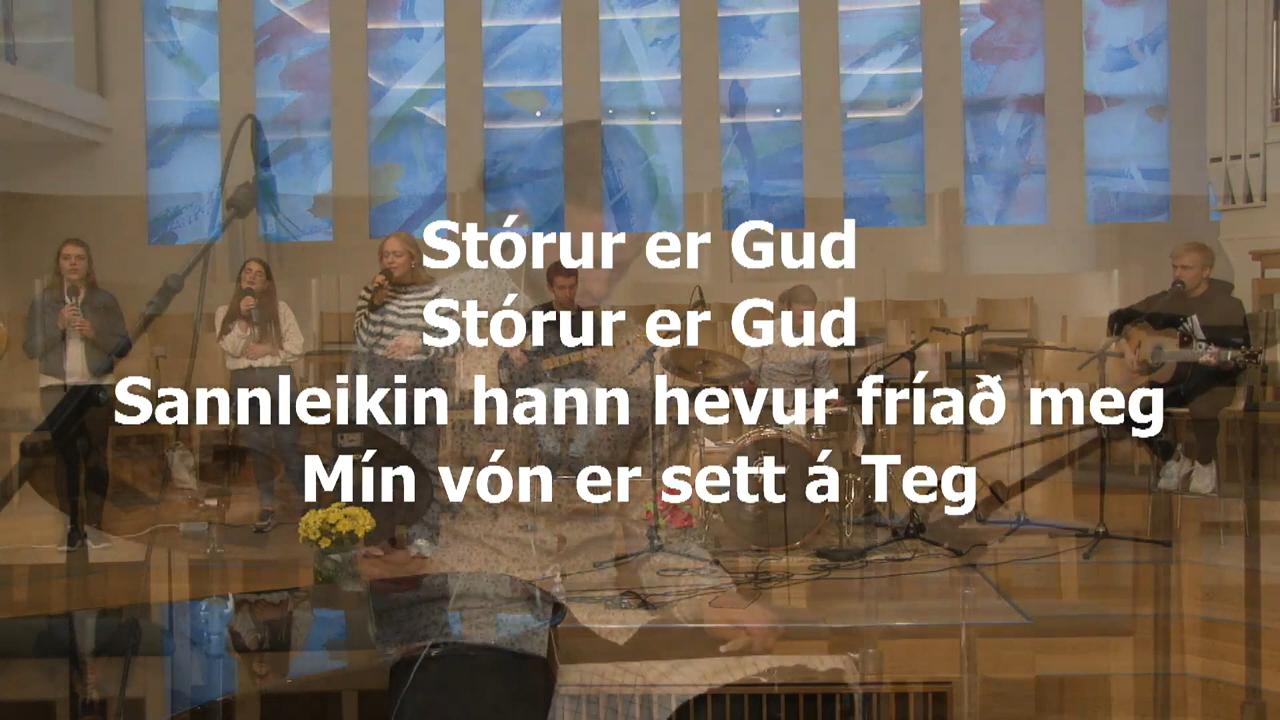 Stórur er Gud
Stórur er Gud
Sannleikin hann hevur fríað meg
Mín vón er sett á Teg